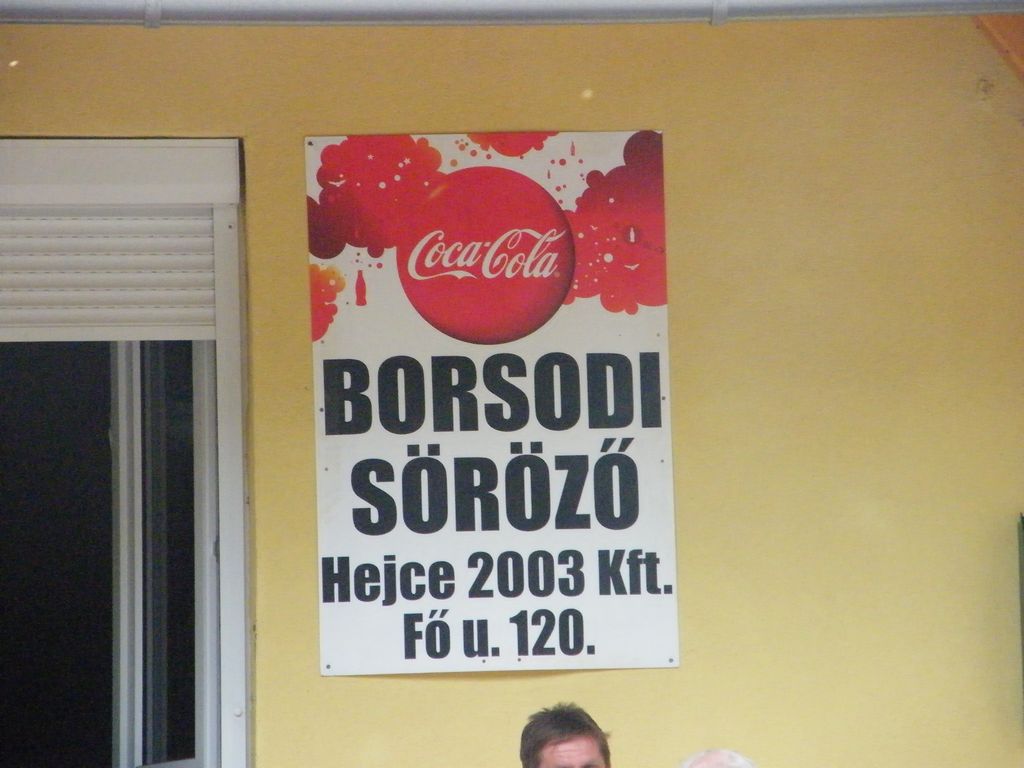 Coca-Cola
BORSODI
SÖRÖZŐ
Hejce 2003 Kft.
Fő u. 120.